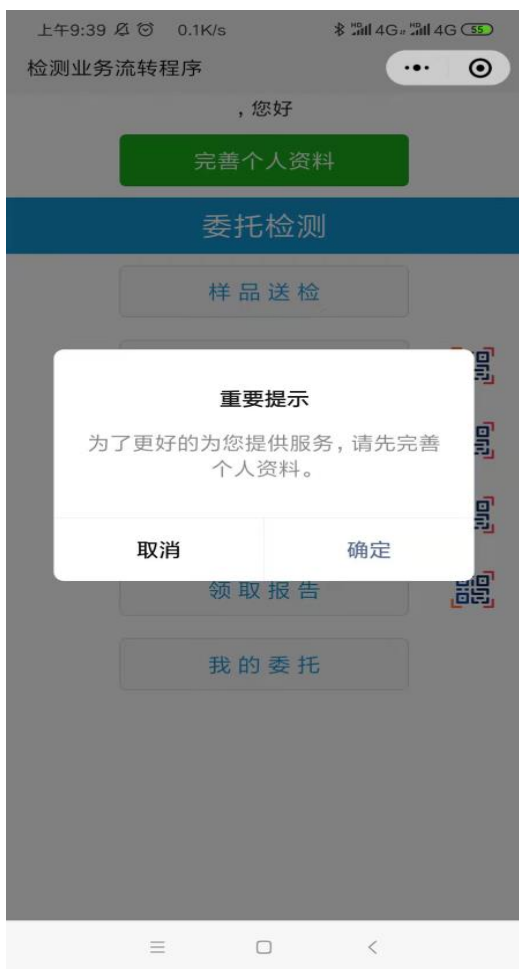 上午9:39 0.1K/s HD 4G HD 4G 55
检测业务流转程序
,您好
完善个人资料
委托检测
样品送检
重要提示
为了更好的为您提供服务,请先完善
个人资料。
取消 确定
领取报告
我的委托